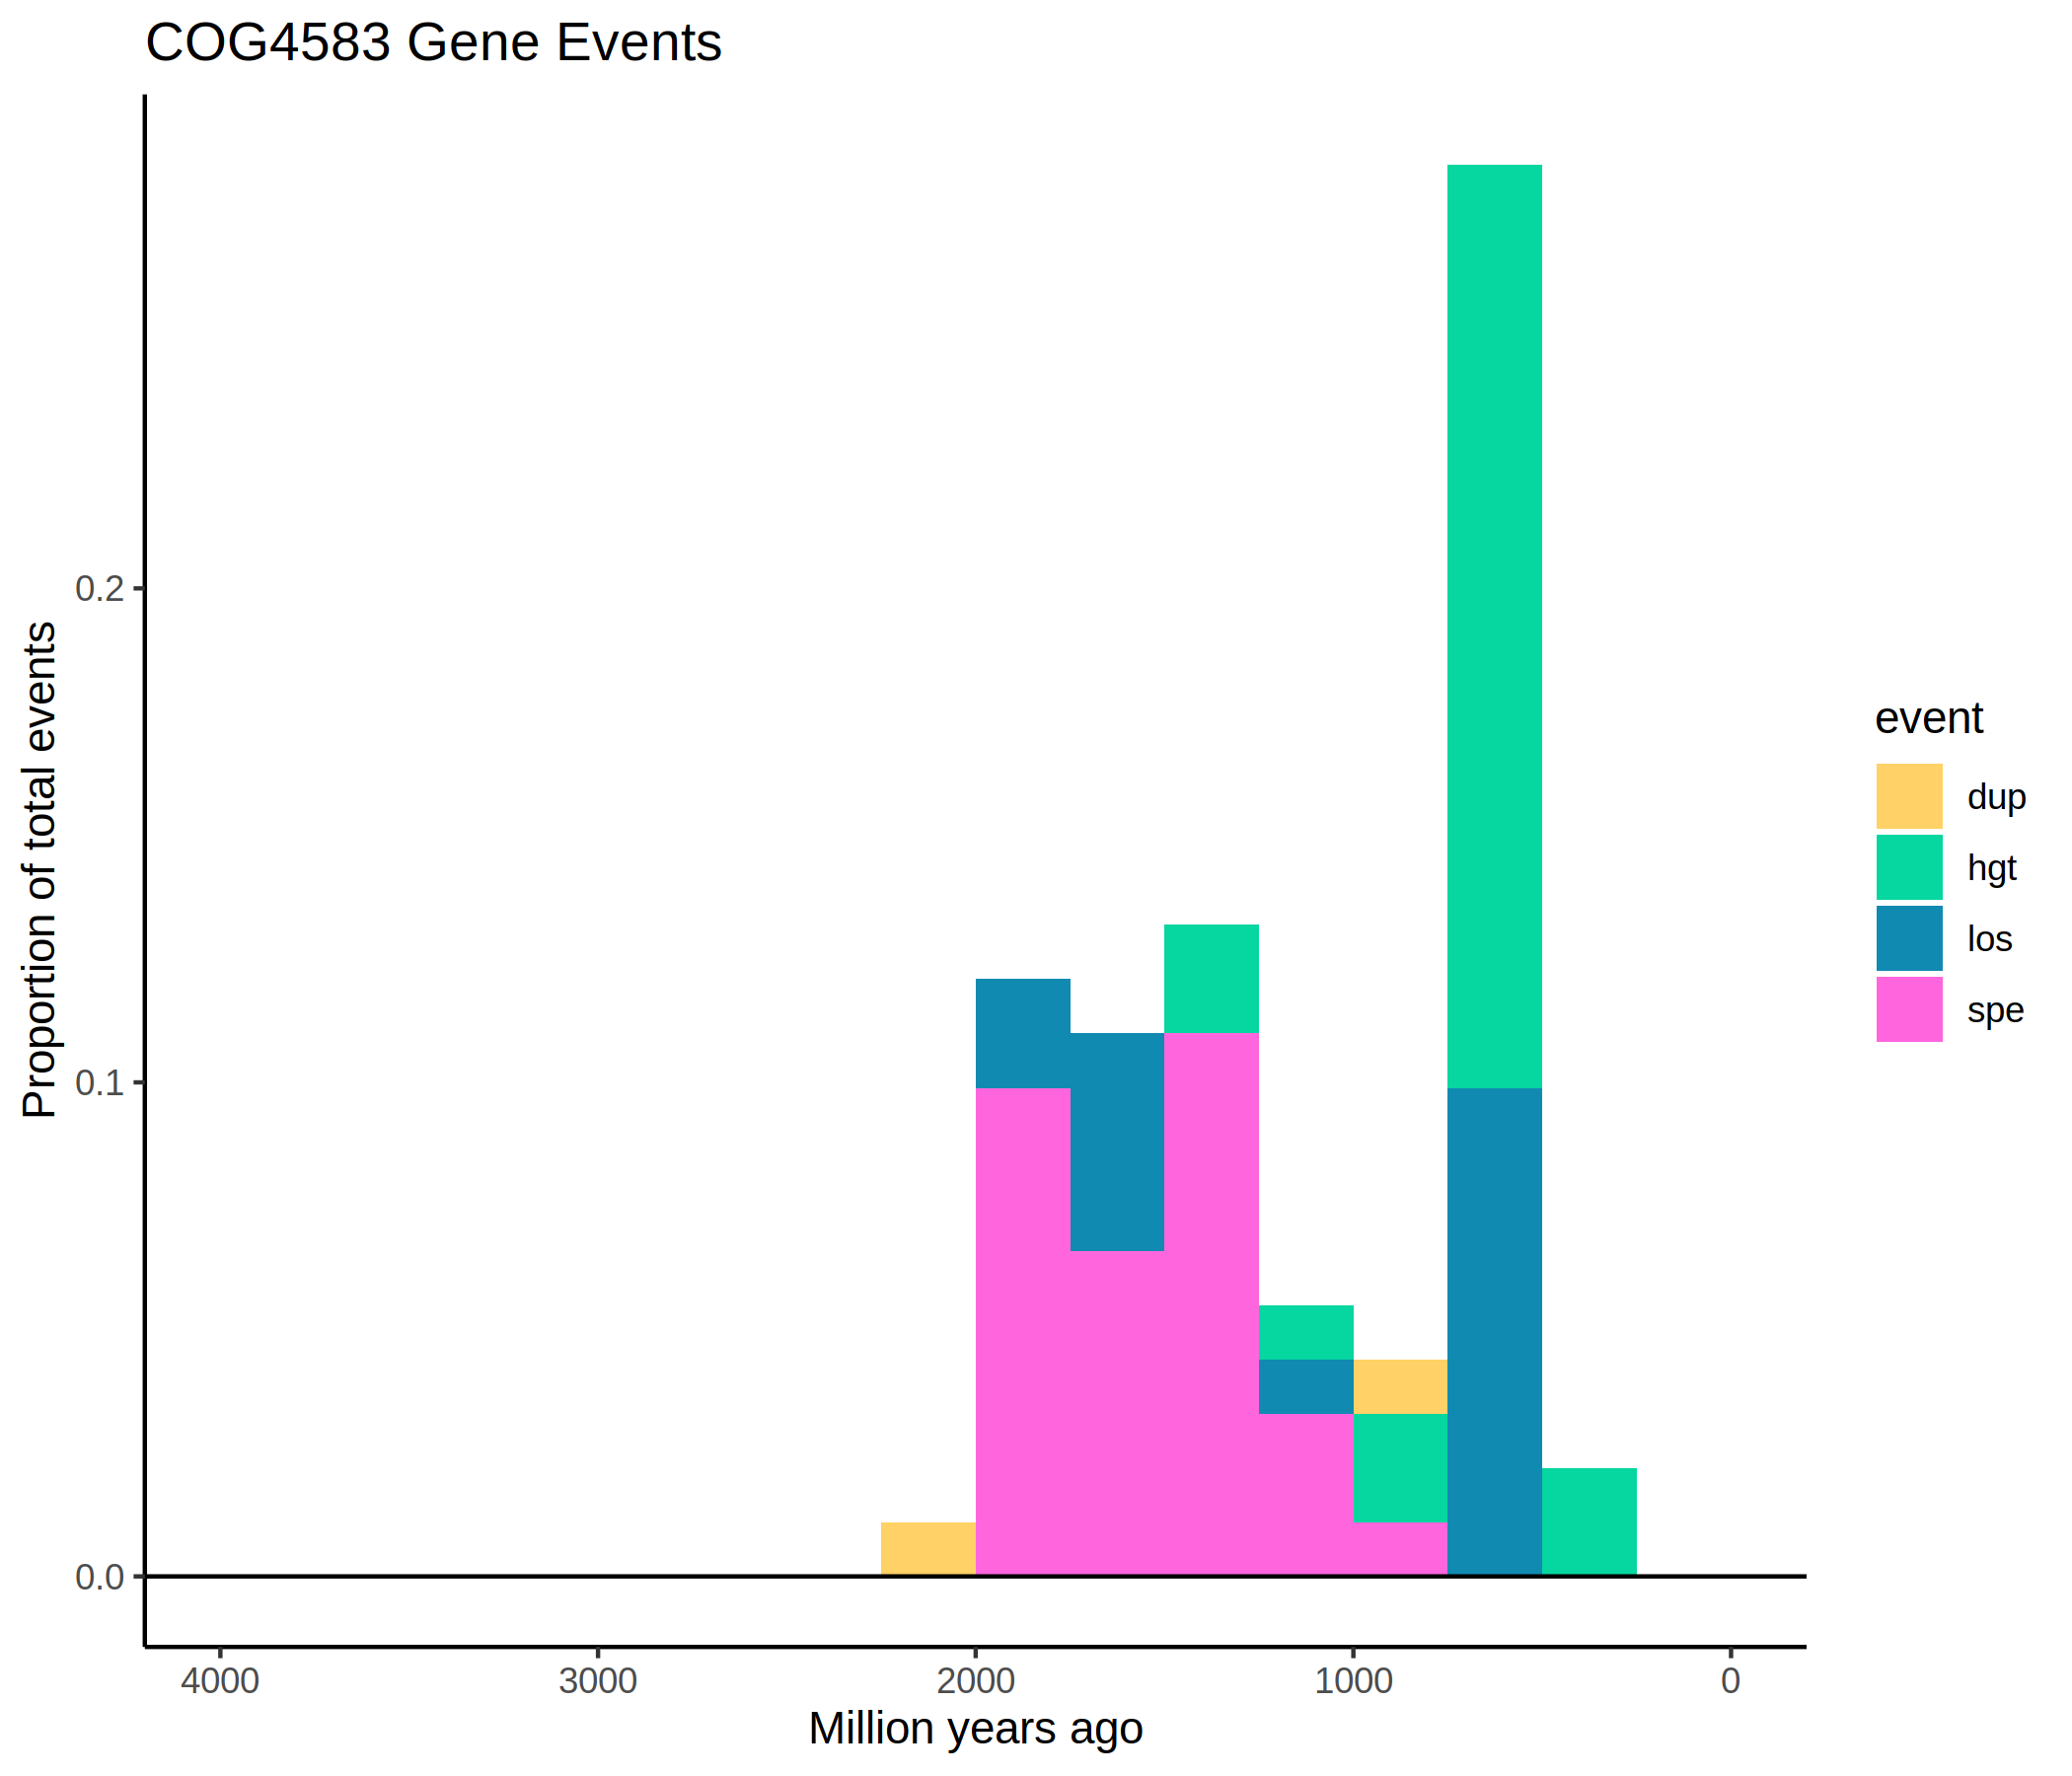 COG4583 Gene Events
Proportion of total events
0.2
0.1
0.0
4000
3000
2000
1000
0
Million years ago
event
dup
hgt
los
spe